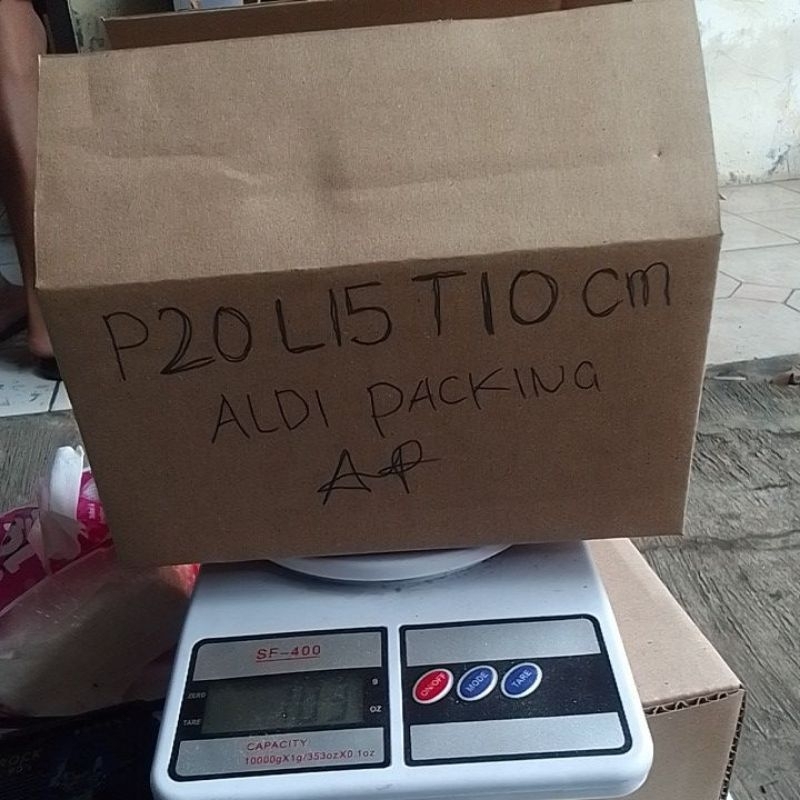 P20 L15 T10 cm
ALDI PACKING
AP
SF-400
g
ZERO
TARE
OZ
ON/OFF
MODE
TARE
CAPACITY:
10000gX1g/353ozX0.1oz